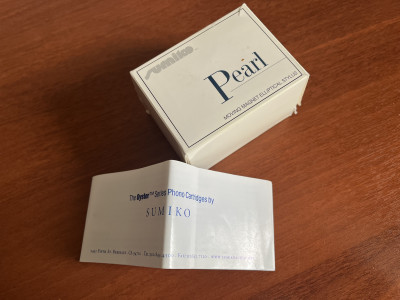 sumiko
Pearl
MOVING MAGNET ELLIPTICAL STYLUS
The Oyster™ Series Phono Cartridges by
SUMIKO